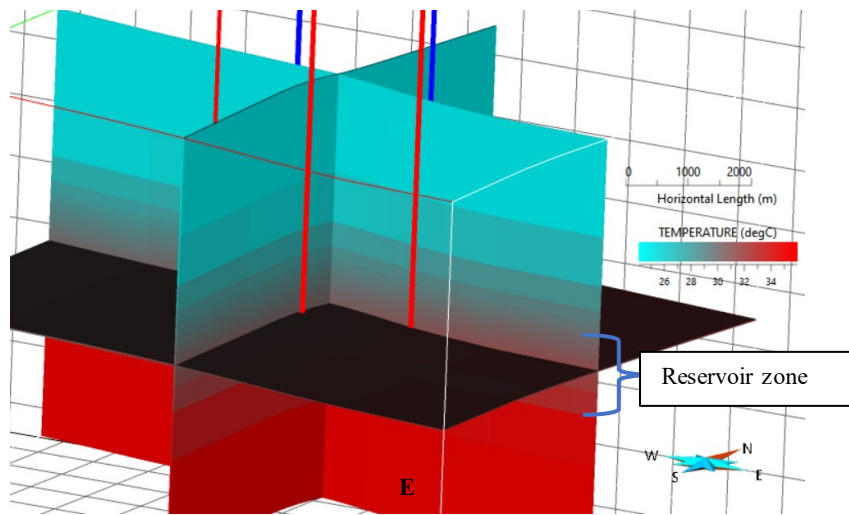 0 1000 2000
Horizontal Length (m)
TEMPERATURE (degC)
26 28 30 32 34
Reservoir zone
W N
S E
E